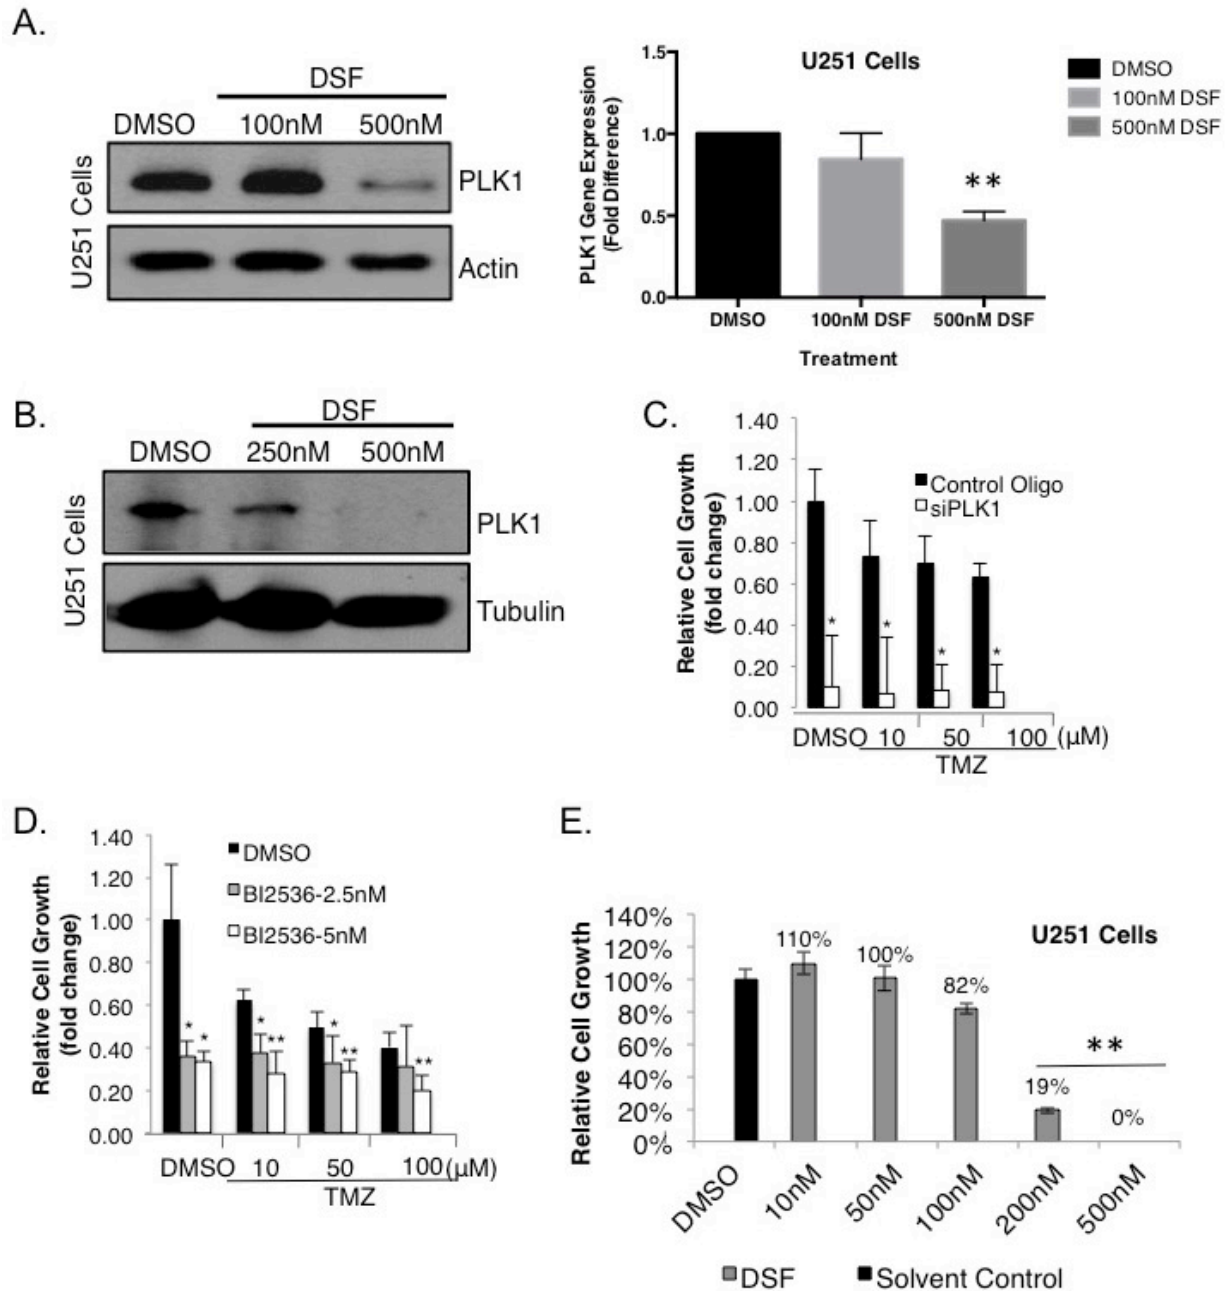 A.
DSF
DMSO 100nM 500nM
U251 Cells
PLK1
Actin
U251 Cells
PLK1 Gene Expression
(Fold Difference)
1.5
1.0
0.5
0.0
**
DMSO 100nM DSF 500nM DSF
Treatment
DMSO
100nM DSF
500nM DSF
B.
DSF
DMSO 250nM 500nM
U251 Cells
PLK1
Tubulin
C.
Relative Cell Growth
(fold change)
1.40
1.20
1.00
0.80
0.60
0.40
0.20
0.00
Control Oligo
siPLK1
* * * *
DMSO 10 50 100 (μM)
TMZ
D.
Relative Cell Growth
(fold change)
1.40
1.20
1.00
0.80
0.60
0.40
0.20
0.00
DMSO
BI2536-2.5nM
BI2536-5nM
* * * ** * ** **
DMSO 10 50 100 (μM)
TMZ
E.
Relative Cell Growth
140%
120%
100%
80%
60%
40%
20%
0%
U251 Cells
110% 100% 82% 19% 0%
**
DMSO 10nM 50nM 100nM 200nM 500nM
DSF Solvent Control